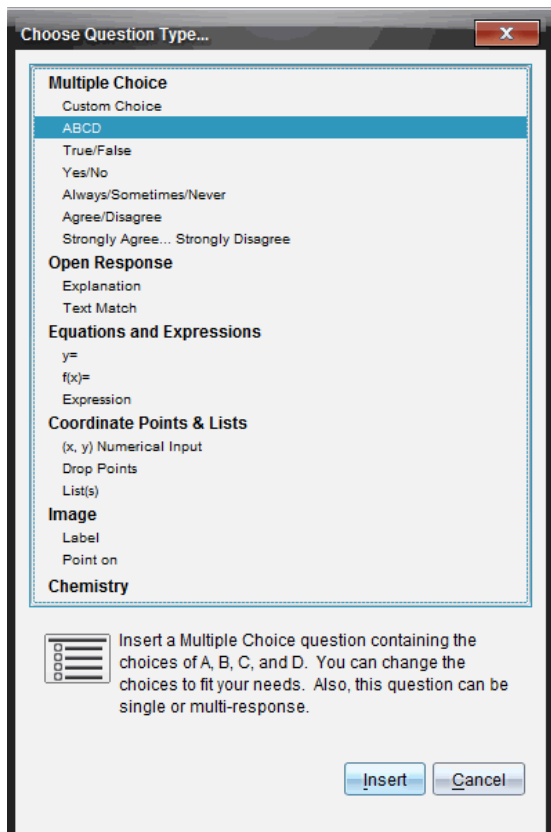 Choose Question Type...
Multiple Choice
Custom Choice
ABCD
True/False
Yes/No
Always/Sometimes/Never
Agree/Disagree
Strongly Agree... Strongly Disagree
Open Response
Explanation
Text Match
Equations and Expressions
y=
f(x)=
Expression
Coordinate Points & Lists
(x, y) Numerical Input
Drop Points
List(s)
Image
Label
Point on
Chemistry
Insert a Multiple Choice question containing the
choices of A, B, C, and D. You can change the
choices to fit your needs. Also, this question can be
single or multi-response.
Insert Cancel